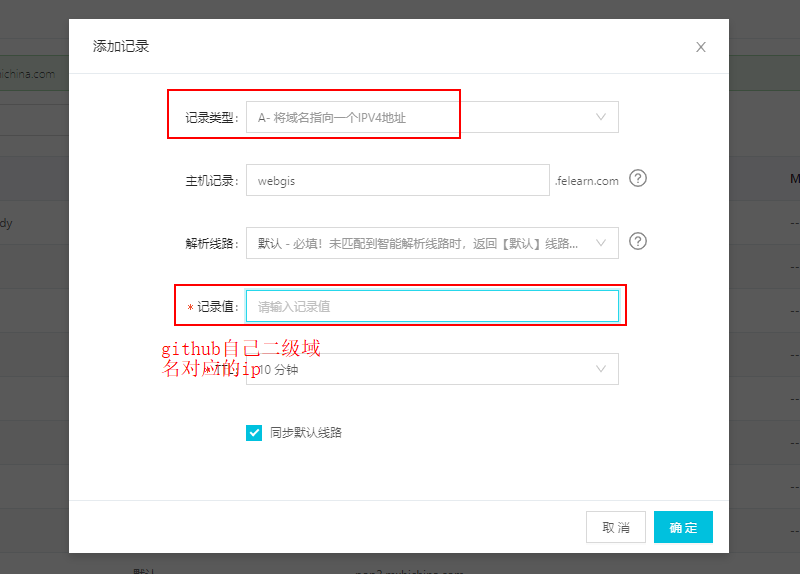 添加记录
hichina.com
记录类型:
A- 将域名指向一个IPV4地址
主机记录:
webgis
.felearn.com
M
dy
--
解析线路:
默认 - 必填！未匹配到智能解析线路时，返回【默认】线路...
--
* 记录值:
请输入记录值
--
github自己二级域
名对应的ip
10 分钟
--
--
同步默认线路
--
取消
确定
--